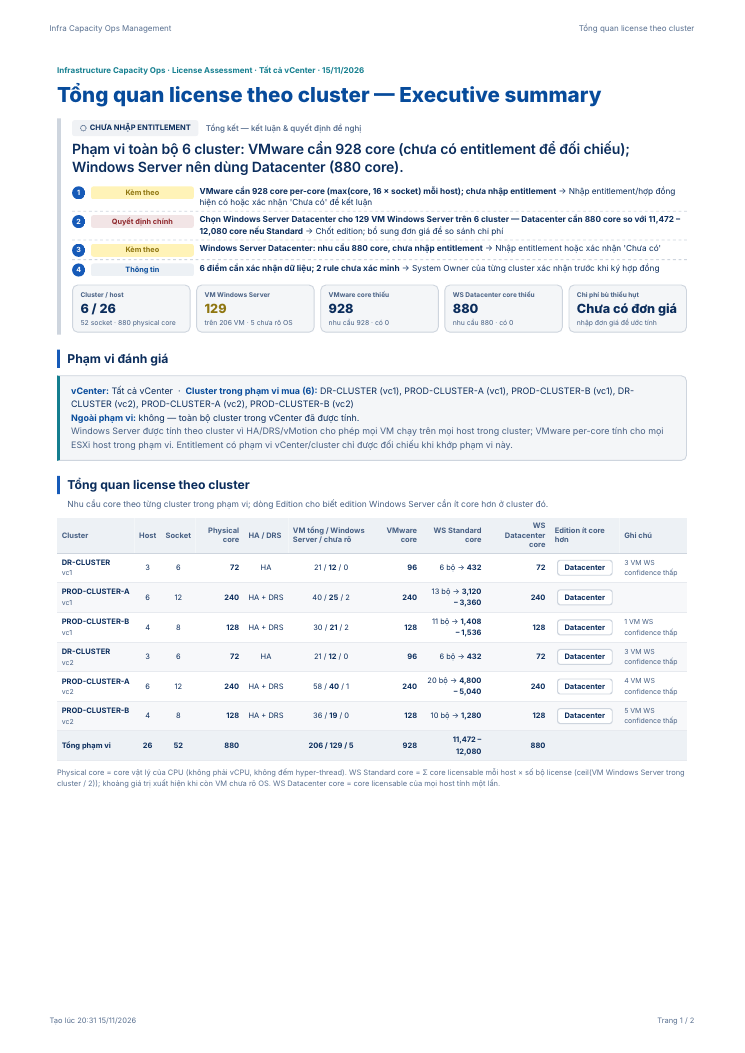 Infra Capacity Ops Management
Tổng quan license theo cluster
Infrastructure Capacity Ops · License Assessment · Tất cả vCenter · 15/11/2026
Tổng quan license theo cluster — Executive summary
CHƯA NHẬP ENTITLEMENT Tổng kết — kết luận & quyết định đề nghị
Phạm vi toàn bộ 6 cluster: VMware cần 928 core (chưa có entitlement để đối chiếu);
Windows Server nên dùng Datacenter (880 core).
1 Kèm theo VMware cần 928 core per-core (max(core, 16 × socket) mỗi host); chưa nhập entitlement → Nhập entitlement/hợp đồng
hiện có hoặc xác nhận 'Chưa có' để kết luận
2 Quyết định chính Chọn Windows Server Datacenter cho 129 VM Windows Server trên 6 cluster — Datacenter cần 880 core so với 11,472 –
12,080 core nếu Standard → Chốt edition; bổ sung đơn giá để so sánh chi phí
3 Kèm theo Windows Server Datacenter: nhu cầu 880 core, chưa nhập entitlement → Nhập entitlement hoặc xác nhận 'Chưa có'
4 Thông tin 6 điểm cần xác nhận dữ liệu; 2 rule chưa xác minh → System Owner của từng cluster xác nhận trước khi ký hợp đồng
Cluster / host
6 / 26
52 socket · 880 physical core
VM Windows Server
129
trên 206 VM · 5 chưa rõ OS
VMware core thiếu
928
nhu cầu 928 · có 0
WS Datacenter core thiếu
880
nhu cầu 880 · có 0
Chi phí bù thiếu hụt
Chưa có đơn giá
nhập đơn giá để ước tính
Phạm vi đánh giá
vCenter: Tất cả vCenter · Cluster trong phạm vi mua (6): DR-CLUSTER (vc1), PROD-CLUSTER-A (vc1), PROD-CLUSTER-B (vc1), DR-
CLUSTER (vc2), PROD-CLUSTER-A (vc2), PROD-CLUSTER-B (vc2)
Ngoài phạm vi: không — toàn bộ cluster trong vCenter đã được tính.
Windows Server được tính theo cluster vì HA/DRS/vMotion cho phép mọi VM chạy trên mọi host trong cluster; VMware per-core tính cho mọi
ESXi host trong phạm vi. Entitlement có phạm vi vCenter/cluster chỉ được đối chiếu khi khớp phạm vi này.
Tổng quan license theo cluster
Nhu cầu core theo từng cluster trong phạm vi; dòng Edition cho biết edition Windows Server cần ít core hơn ở cluster đó.
Cluster Host Socket Physical core HA / DRS VM tổng / Windows Server / chưa rõ VMware core WS Standard core WS Datacenter core Edition ít core hơn Ghi chú
DR-CLUSTER vc1 3 6 72 HA 21 / 12 / 0 96 6 bộ → 432 72 Datacenter 3 VM WS confidence thấp
PROD-CLUSTER-A vc1 6 12 240 HA + DRS 40 / 25 / 2 240 13 bộ → 3,120 – 3,360 240 Datacenter
PROD-CLUSTER-B vc1 4 8 128 HA + DRS 30 / 21 / 2 128 11 bộ → 1,408 – 1,536 128 Datacenter 1 VM WS confidence thấp
DR-CLUSTER vc2 3 6 72 HA 21 / 12 / 0 96 6 bộ → 432 72 Datacenter 3 VM WS confidence thấp
PROD-CLUSTER-A vc2 6 12 240 HA + DRS 58 / 40 / 1 240 20 bộ → 4,800 – 5,040 240 Datacenter 4 VM WS confidence thấp
PROD-CLUSTER-B vc2 4 8 128 HA + DRS 36 / 19 / 0 128 10 bộ → 1,280 128 Datacenter 5 VM WS confidence thấp
Tổng phạm vi 26 52 880 206 / 129 / 5 928 11,472 – 12,080 880
Physical core = core vật lý của CPU (không phải vCPU, không đếm hyper-thread). WS Standard core = Σ core licensable mỗi host × số bộ license (ceil(VM Windows Server trong
cluster / 2)); khoảng giá trị xuất hiện khi còn VM chưa rõ OS. WS Datacenter core = core licensable của mọi host tính một lần.
Tạo lúc 20:31 15/11/2026
Trang 1 / 2